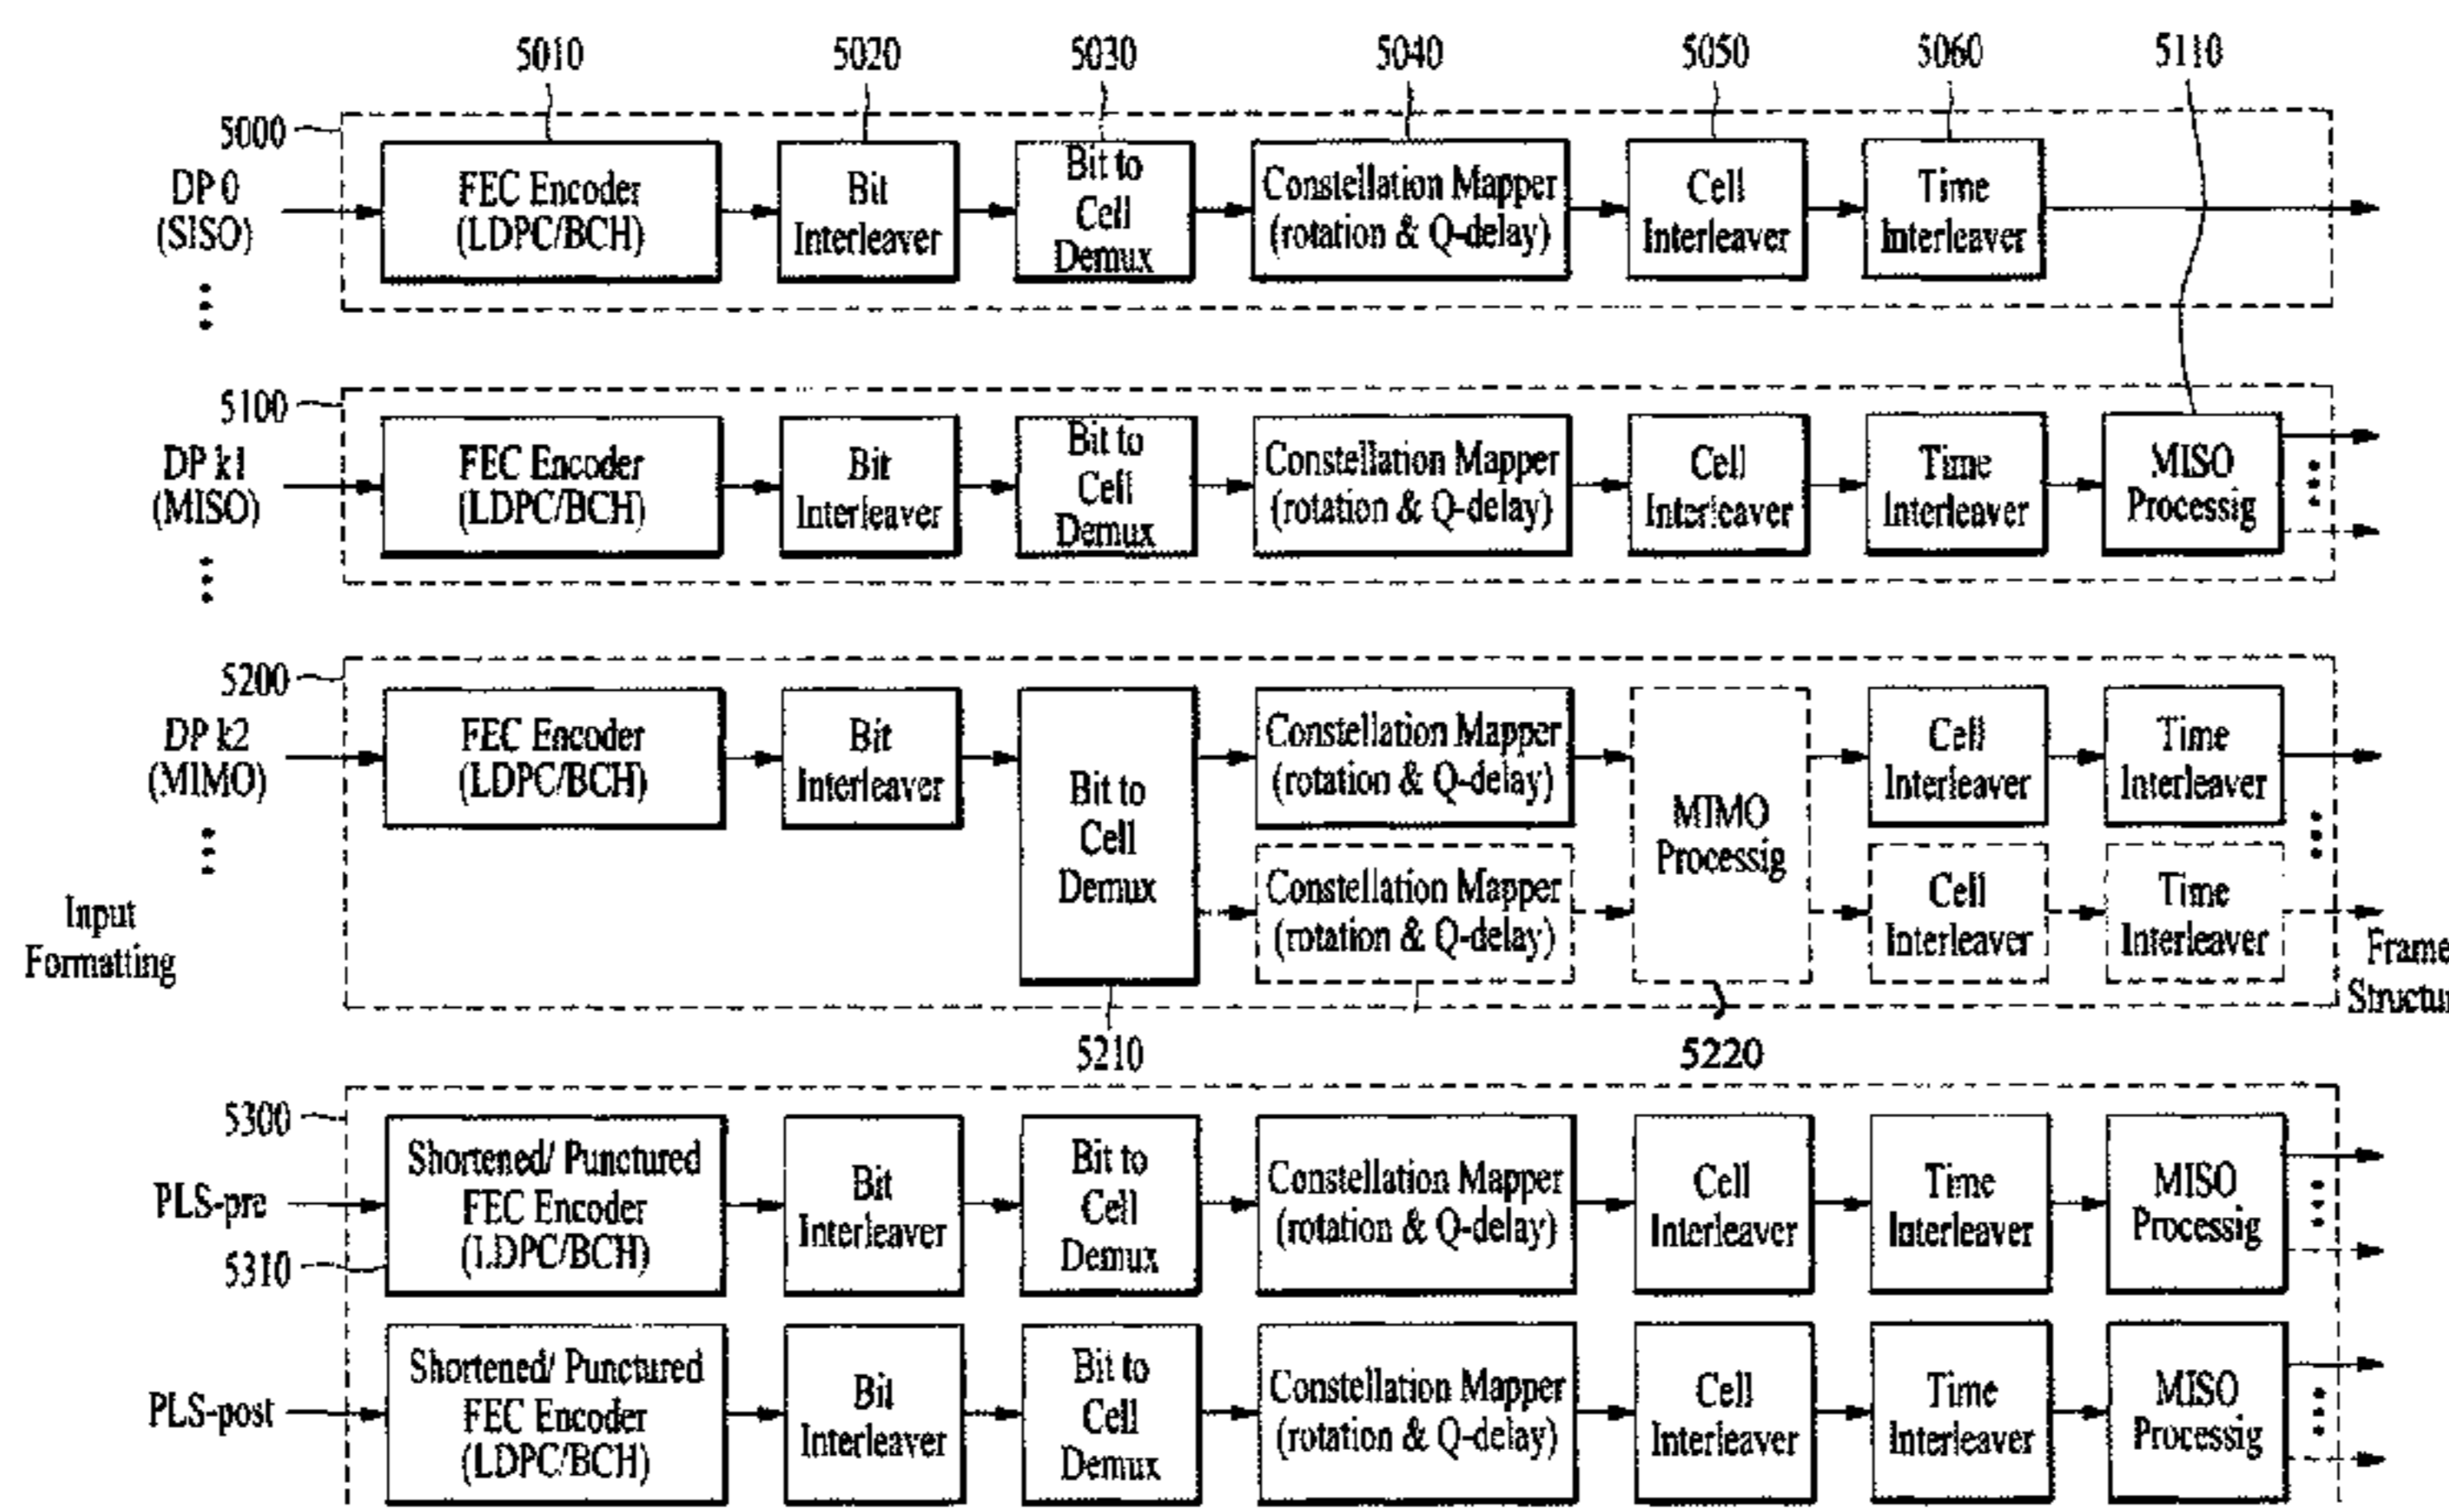 5010 5020 5030 5040 5050 5060 5110
5000
DP 0
(SISO)
FEC Encoder
(LDPC/BCH)
Bit
Interleaver
Bit to
Cell
Demux
Constellation Mapper
(rotation & Q-delay)
Cell
Interleaver
Time
Interleaver
5100
DP k1
(MISO)
FEC Encoder
(LDPC/BCH)
Bit
Interleaver
Bit to
Cell
Demux
Constellation Mapper
(rotation & Q-delay)
Cell
Interleaver
Time
Interleaver
MISO
Processig
5200
DP k2
(MIMO)
FEC Encoder
(LDPC/BCH)
Bit
Interleaver
Bit to
Cell
Demux
Constellation Mapper
(rotation & Q-delay)
Constellation Mapper
(rotation & Q-delay)
MIMO
Processig
Cell
Interleaver
Time
Interleaver
Cell
Interleaver
Time
Interleaver
Input
Formatting
Frame
Structur
5210
5220
5300
PLS-pre
5310
Shortened/ Punctured
FEC Encoder
(LDPC/BCH)
Bit
Interleaver
Bit to
Cell
Demux
Constellation Mapper
(rotation & Q-delay)
Cell
Interleaver
Time
Interleaver
MISO
Processig
PLS-post
Shortened/ Punctured
FEC Encoder
(LDPC/BCH)
Bit
Interleaver
Bit to
Cell
Demux
Constellation Mapper
(rotation & Q-delay)
Cell
Interleaver
Time
Interleaver
MISO
Processig